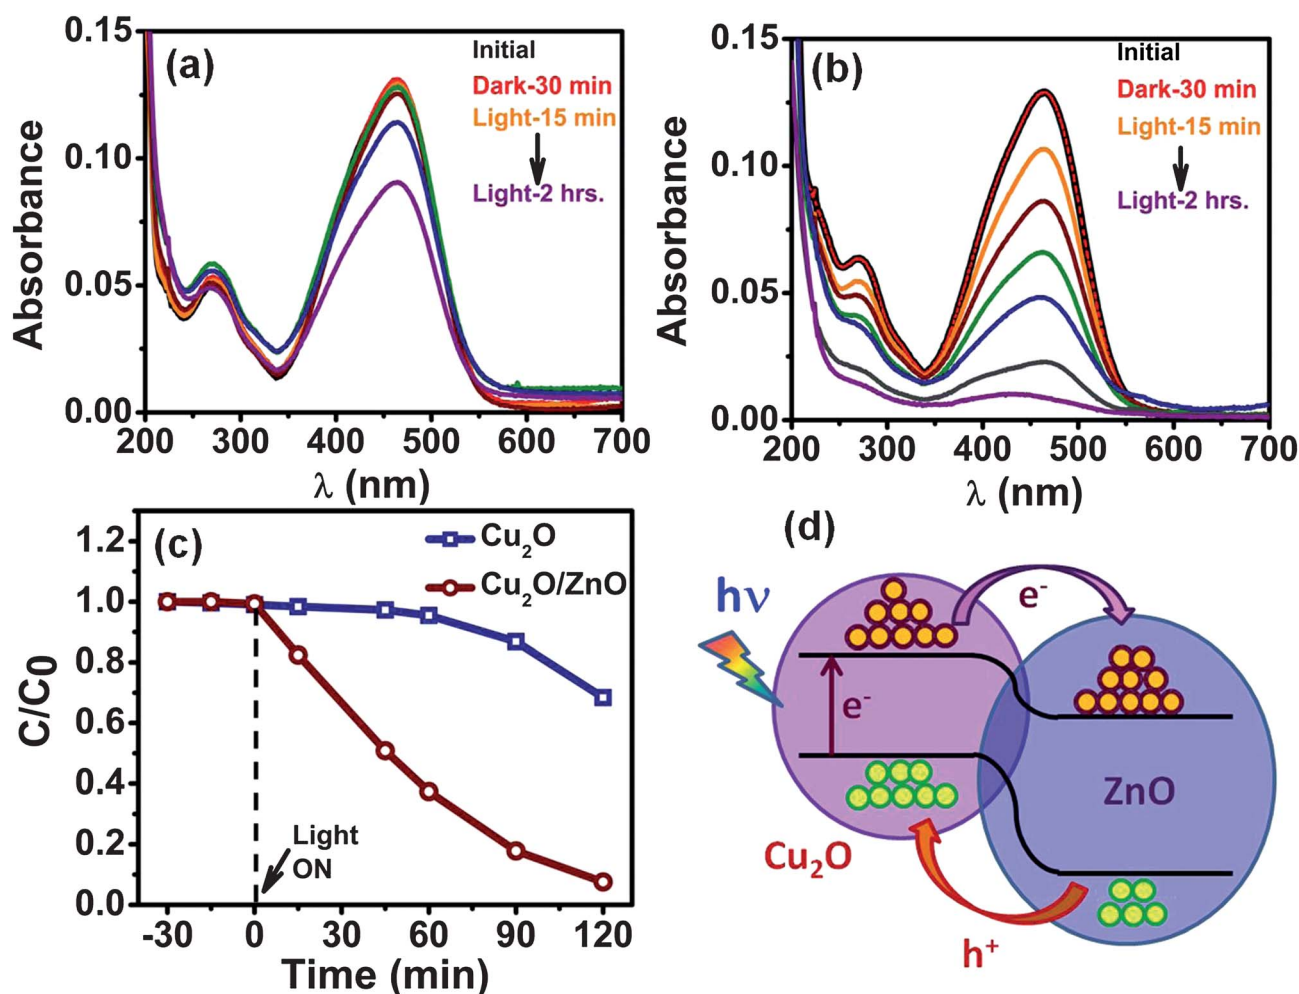 (a)
Initial
Dark-30 min
Light-15 min
Light-2 hrs.
0.15
0.10
0.05
0.00
Absorbance
200 300 400 500 600 700
λ (nm)
(b)
Initial
Dark-30 min
Light-15 min
Light-2 hrs.
0.15
0.10
0.05
0.00
Absorbance
200 300 400 500 600 700
λ (nm)
(c)
Cu₂O
Cu₂O/ZnO
1.2
1.0
0.8
0.6
0.4
0.2
0.0
C/C₀
Light
ON
-30 0 30 60 90 120
Time (min)
(d)
hν
e⁻
e⁻
ZnO
Cu₂O
h⁺